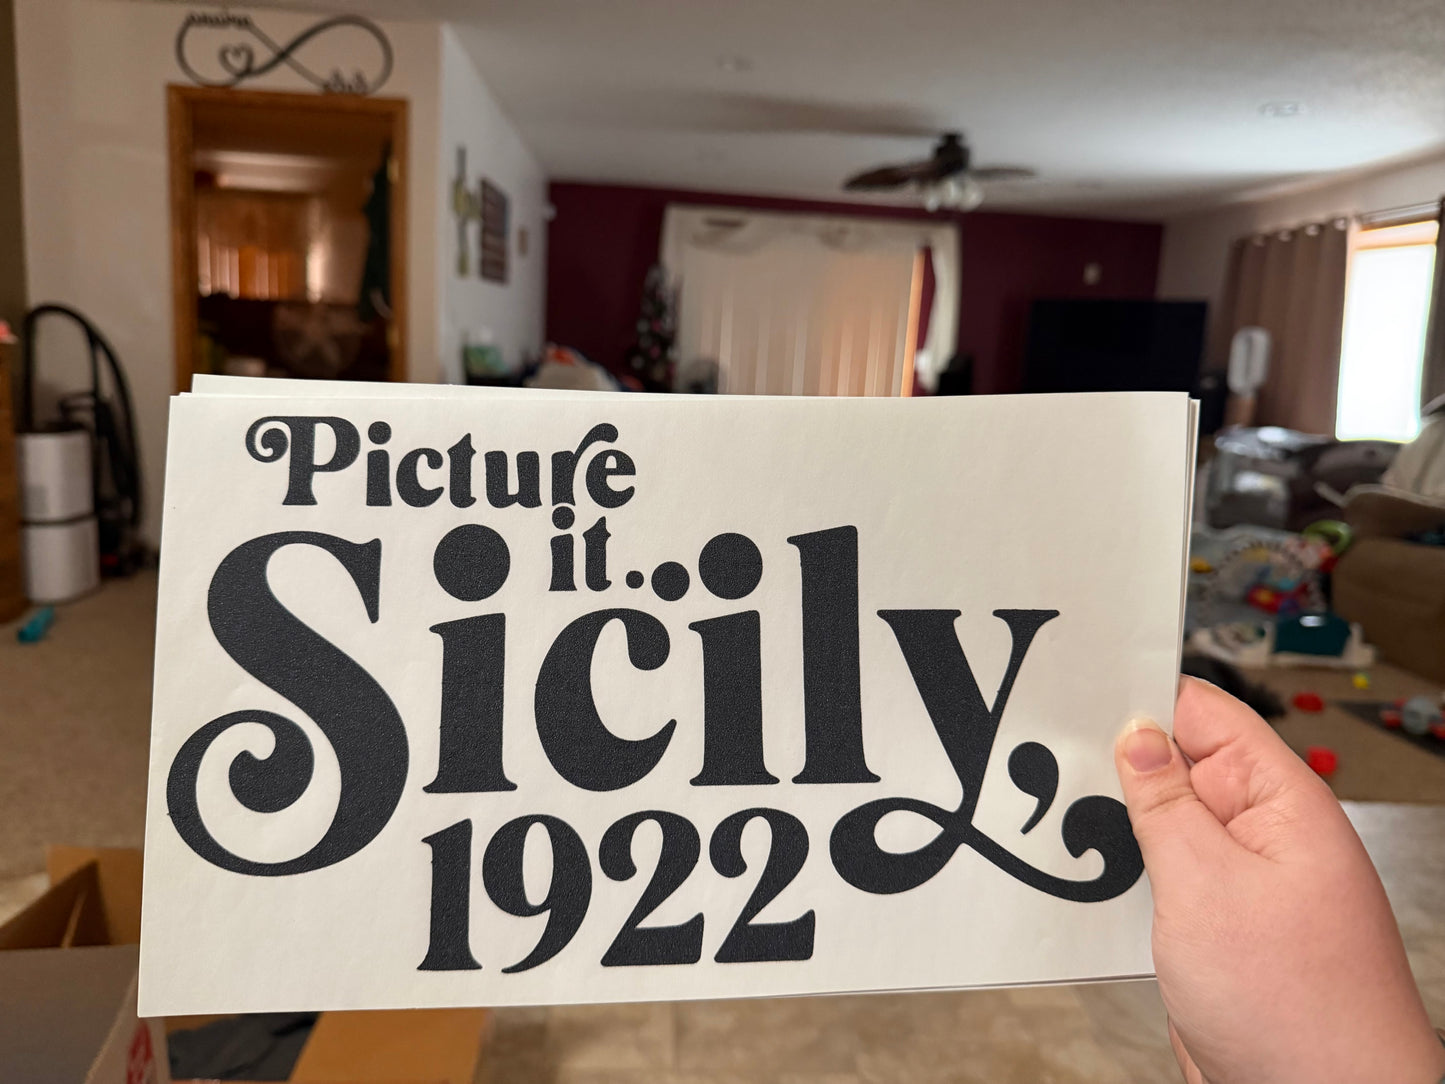 Picture
it...
Sicily,
1922